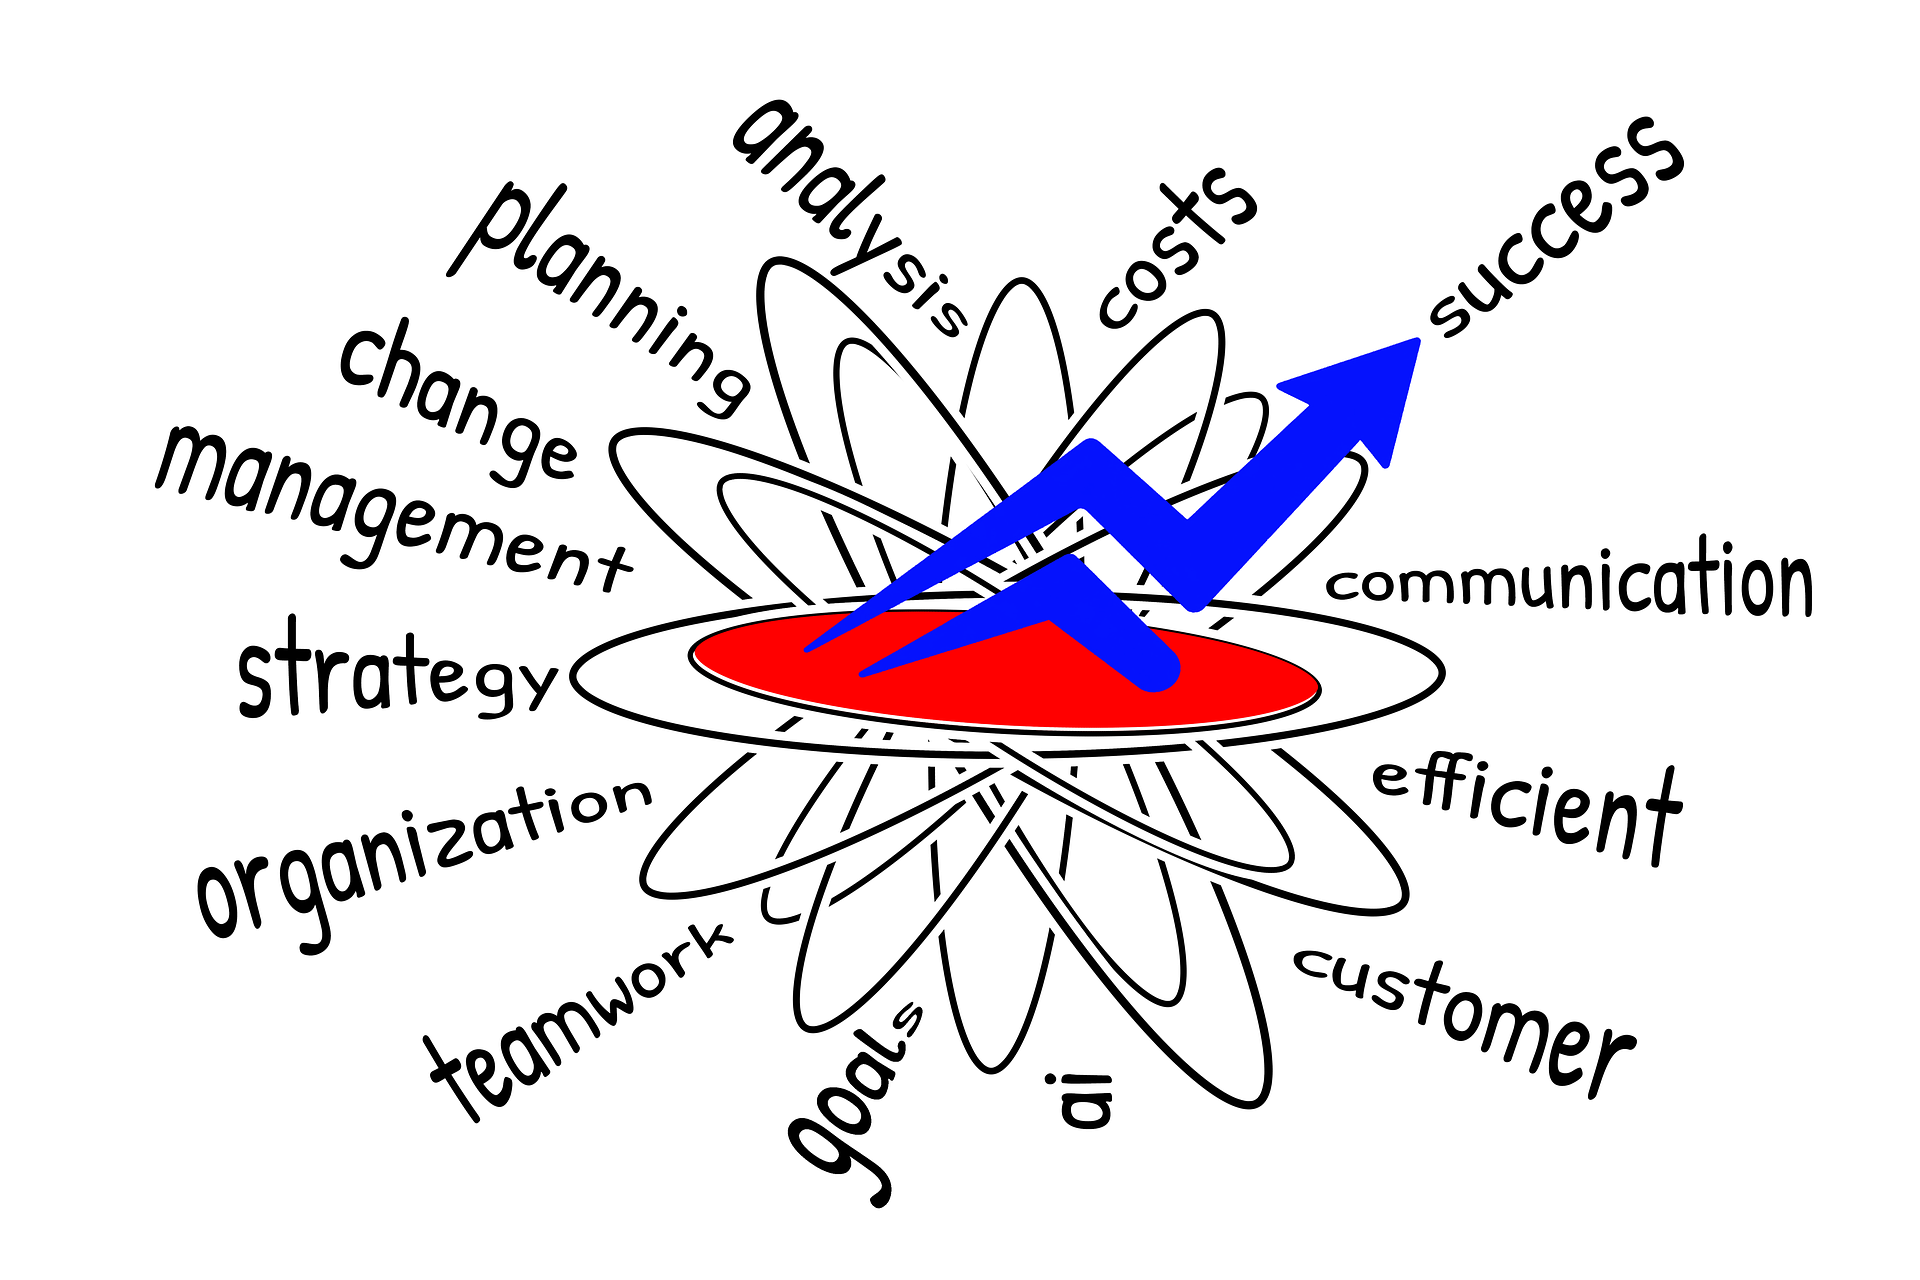 analysis
costs
success
planning
change
management
communication
strategy
efficient
organization
customer
teamwork
goals
ai